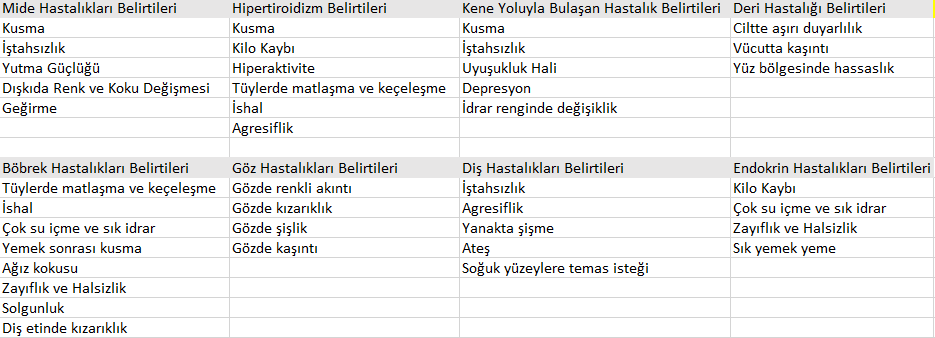 Mide Hastalıkları Belirtileri Hipertiroidizm Belirtileri Kene Yoluyla Bulaşan Hastalık Belirtileri Deri Hastalığı Belirtileri
Kusma Kusma Kusma Ciltte aşırı duyarlılık
İştahsızlık Kilo Kaybı İştahsızlık Vücutta kaşıntı
Yutma Güçlüğü Hiperaktivite Uyuşukluk Hali Yüz bölgesinde hassaslık
Dışkıda Renk ve Koku Değişmesi Tüylerde matlaşma ve keçeleşme Depresyon
Geğirme İshal İdrar renginde değişiklik
Agresiflik
Böbrek Hastalıkları Belirtileri Göz Hastalıkları Belirtileri Diş Hastalıkları Belirtileri Endokrin Hastalıkları Belirtileri
Tüylerde matlaşma ve keçeleşme Gözde renkli akıntı İştahsızlık Kilo Kaybı
İshal Gözde kızarıklık Agresiflik Çok su içme ve sık idrar
Çok su içme ve sık idrar Gözde şişlik Yanakta şişme Zayıflık ve Halsizlik
Yemek sonrası kusma Gözde kaşıntı Ateş Sık yemek yeme
Ağız kokusu Soğuk yüzeylere temas isteği
Zayıflık ve Halsizlik
Solgunluk
Diş etinde kızarıklık